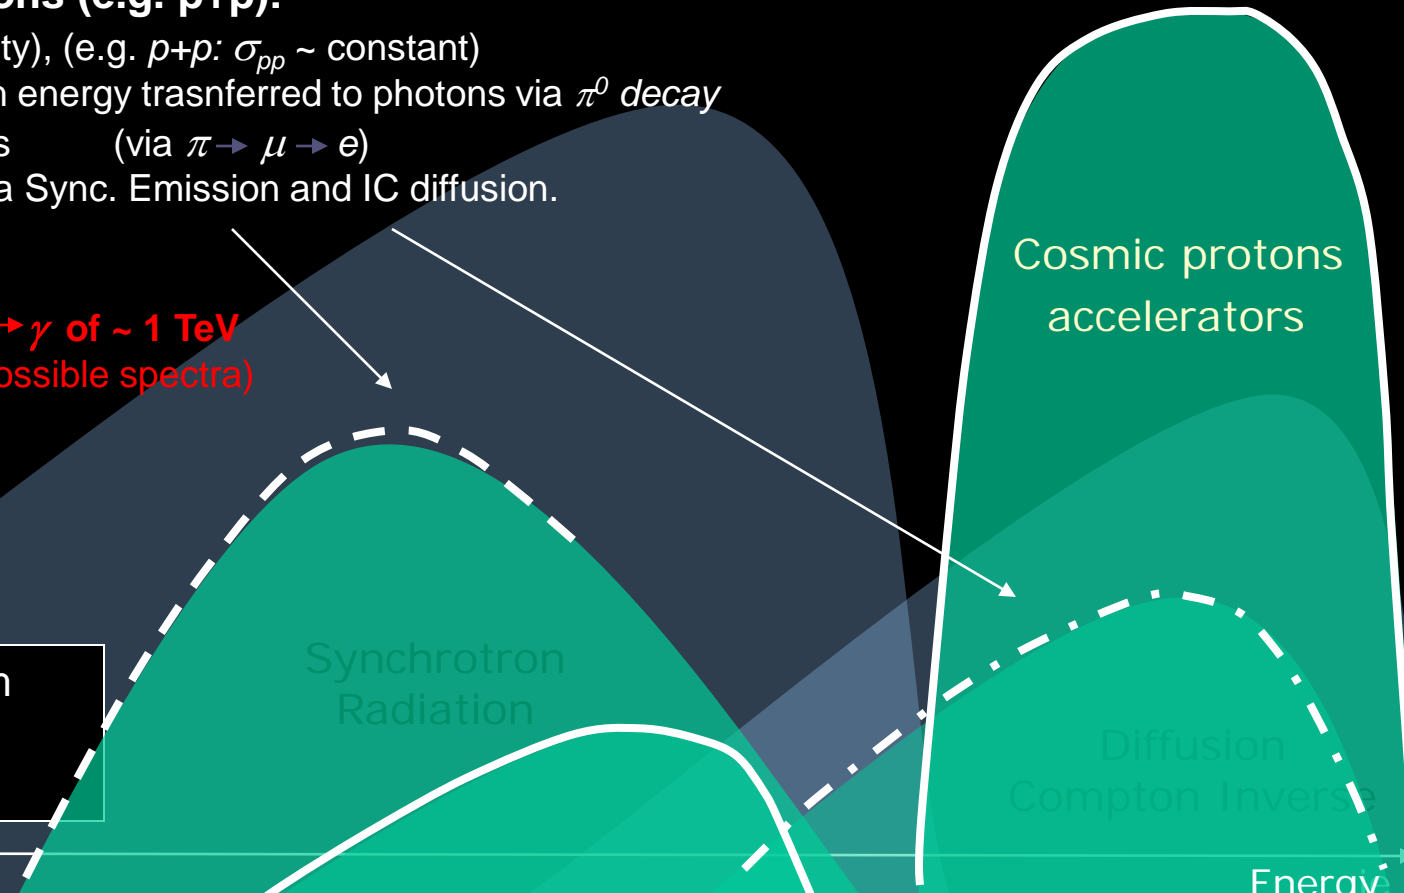 (e.g. p+p):
ty), (e.g. p+p: σpp ~ constant)
energy trasnferred to photons via π0 decay
s (via π → μ → e)
a Sync. Emission and IC diffusion.
→ γ of ~ 1 TeV
ossible spectra)
Cosmic protons
accelerators
Synchrotron
Radiation
Diffusion
Compton Inverse
Energy